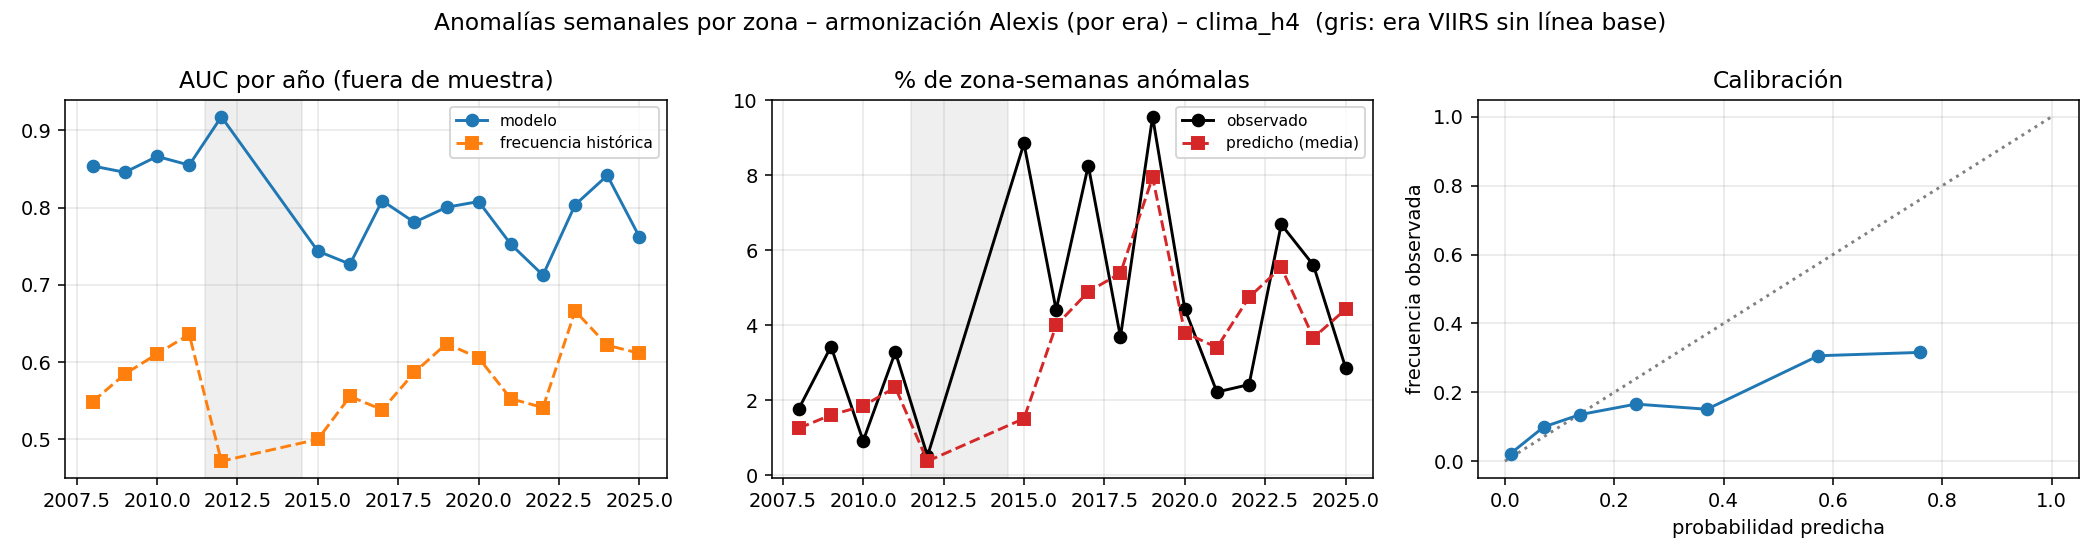 Anomalías semanales por zona – armonización Alexis (por era) – clima_h4  (gris: era VIIRS sin línea base)
AUC por año (fuera de muestra)
modelo
frecuencia histórica
0.9
0.8
0.7
0.6
0.5
2007.5 2010.0 2012.5 2015.0 2017.5 2020.0 2022.5 2025.0
% de zona-semanas anómalas
observado
predicho (media)
10
8
6
4
2
0
2007.5 2010.0 2012.5 2015.0 2017.5 2020.0 2022.5 2025.0
Calibración
frecuencia observada
1.0
0.8
0.6
0.4
0.2
0.0
0.0 0.2 0.4 0.6 0.8 1.0
probabilidad predicha